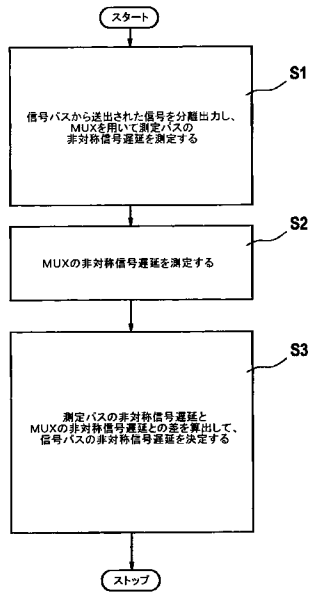 スタート
S1
信号パスから送出された信号を分離出力し、
MUXを用いて測定パスの
非対称信号遅延を測定する
S2
MUXの非対称信号遅延を測定する
S3
測定パスの非対称信号遅延と
MUXの非対称信号遅延との差を算出して、
信号パスの非対称信号遅延を決定する
ストップ